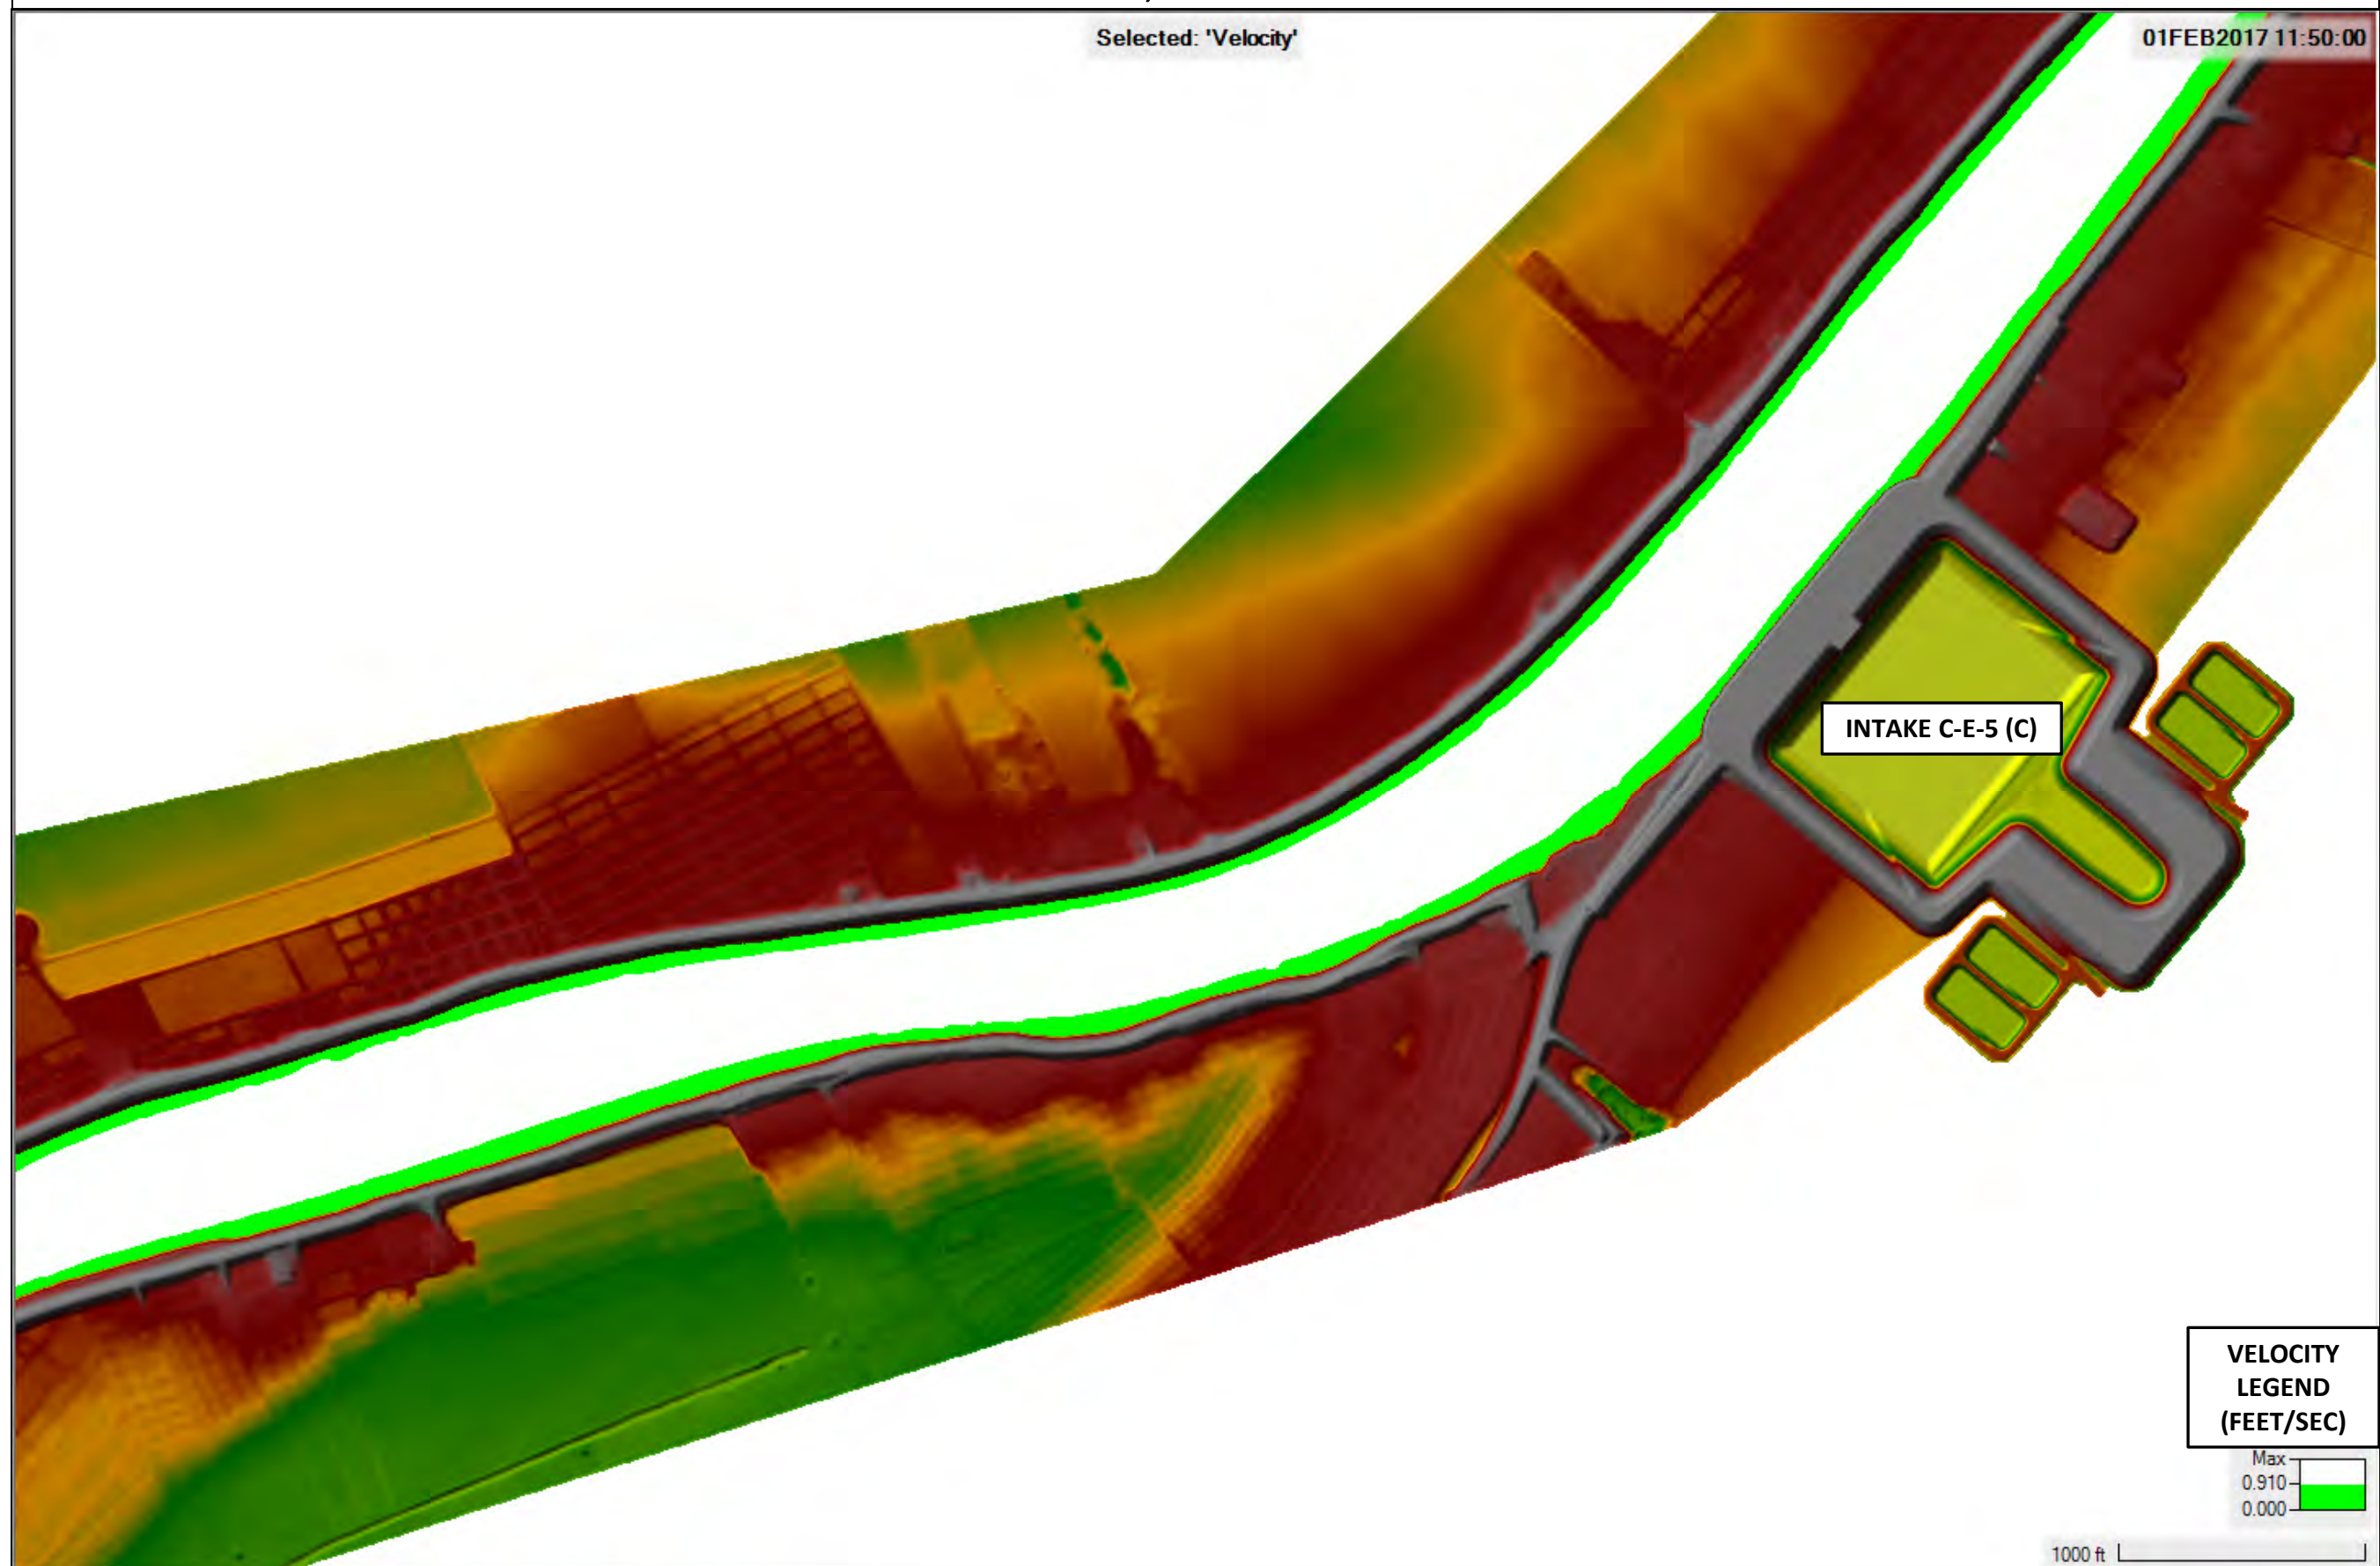 Selected: 'Velocity'
01FEB2017 11:50:00
INTAKE C-E-5 (C)
VELOCITY
LEGEND
(FEET/SEC)
Max
0.910
0.000
1000 ft